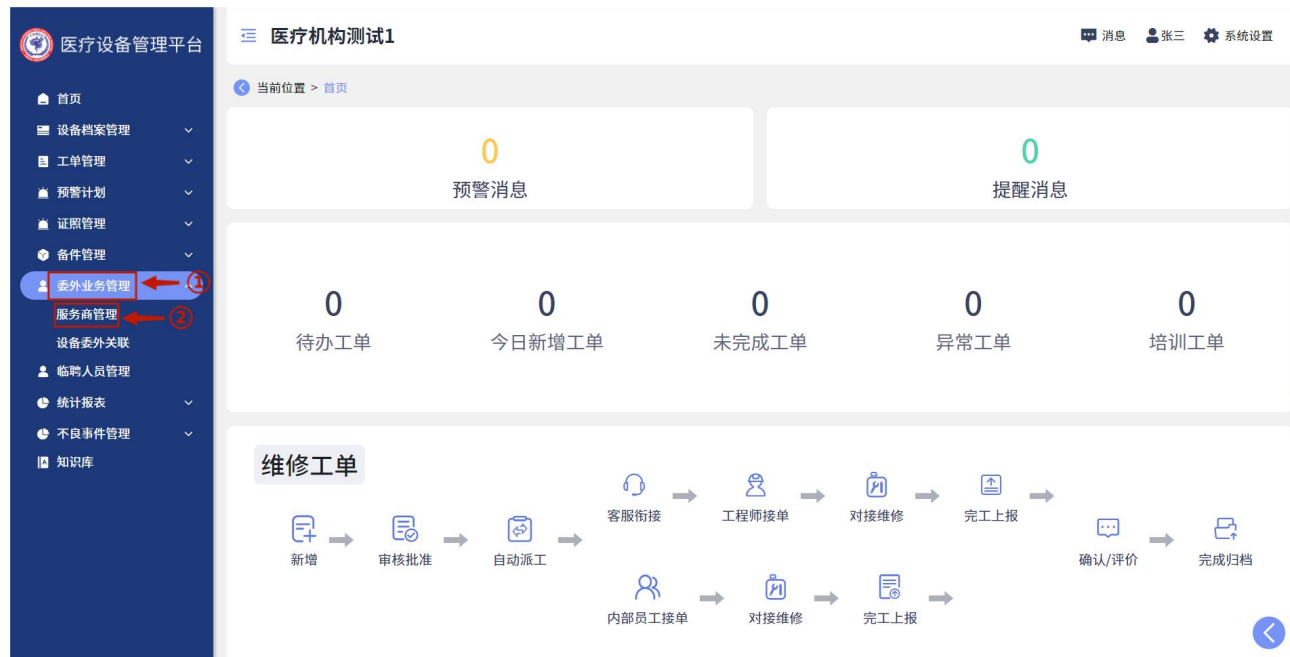 医疗设备管理平台
首页
设备档案管理
工单管理
预警计划
证照管理
备件管理
委外业务管理 ①
服务商管理 ②
设备委外关联
临聘人员管理
统计报表
不良事件管理
知识库
医疗机构测试1
消息 张三 系统设置
当前位置 > 首页
0 0
预警消息 提醒消息
0 0 0 0 0
待办工单 今日新增工单 未完成工单 异常工单 培训工单
维修工单
客服衔接 工程师接单 对接维修 完工上报
新增 审核批准 自动派工 确认/评价 完成归档
内部员工接单 对接维修 完工上报